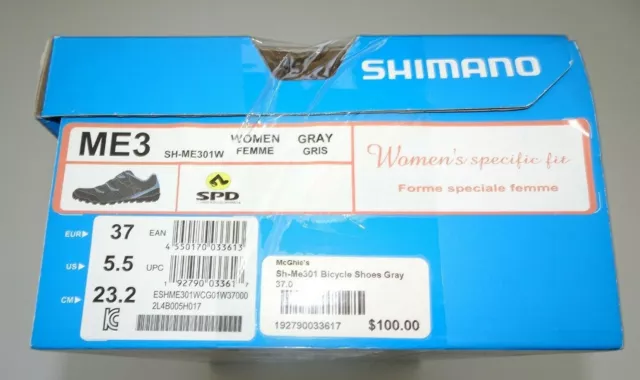 SHIMANO
ME3 SH-ME301W WOMEN FEMME GRAY GRIS
Women's specific fit
Forme speciale femme
SPD
EUR 37 EAN
4 550170 033613
US 5.5 UPC
1 92790 03361 7
CM 23.2 ESHME301WCG01W37000
2L4B005H017
McGhie's
Sh-Me301 Bicycle Shoes Gray
37.0
192790033617 $100.00